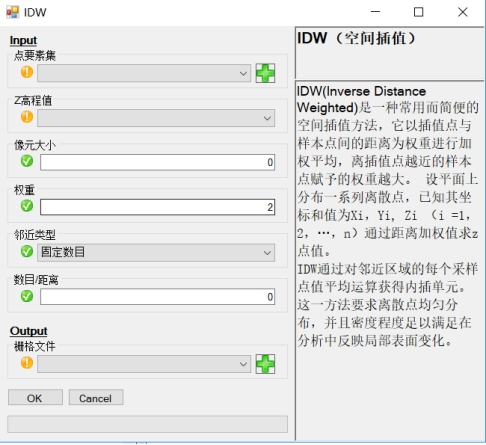 IDW
Input
点要素集
Z高程值
像元大小
0
权重
2
邻近类型
固定数目
数目/距离
0
Output
栅格文件
OK
Cancel
IDW（空间插值）
IDW(Inverse Distance
Weighted)是一种常用而简便的
空间插值方法，它以插值点与
样本点间的距离为权重进行加
权平均，离插值点越近的样本
点赋予的权重越大。 设平面上
分布一系列离散点，已知其坐
标和值为Xi，Yi, Zi （i =1，
2，…，n）通过距离加权值求z
点值。
IDW通过对邻近区域的每个采样
点值平均运算获得内插单元。
这一方法要求离散点均匀分
布，并且密度程度足以满足在
分析中反映局部表面变化。